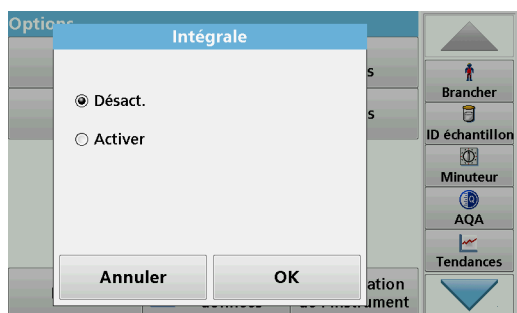 Options
Intégrale
s
Désact.
s
Activer
Annuler
OK
Brancher
ID échantillon
Minuteur
AQA
Tendances